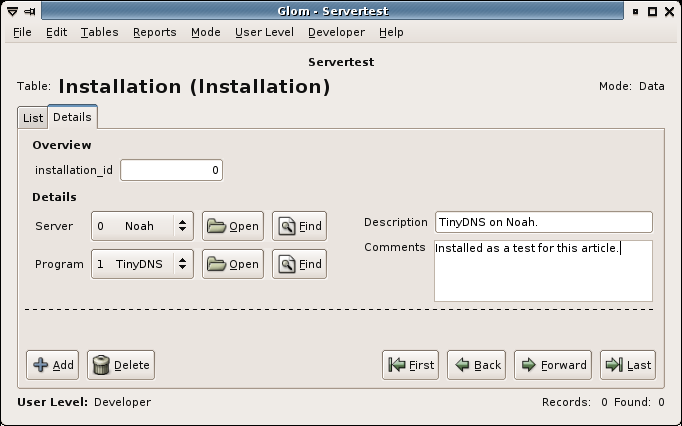 Glom - Servertest
File Edit Tables Reports Mode User Level Developer Help
Servertest
Table: Installation (Installation) Mode: Data
List Details
Overview
installation_id 0
Details
Server 0 Noah Open Find
Program 1 TinyDNS Open Find
Description TinyDNS on Noah.
Comments Installed as a test for this article.
Add Delete First Back Forward Last
User Level: Developer Records: 0 Found: 0